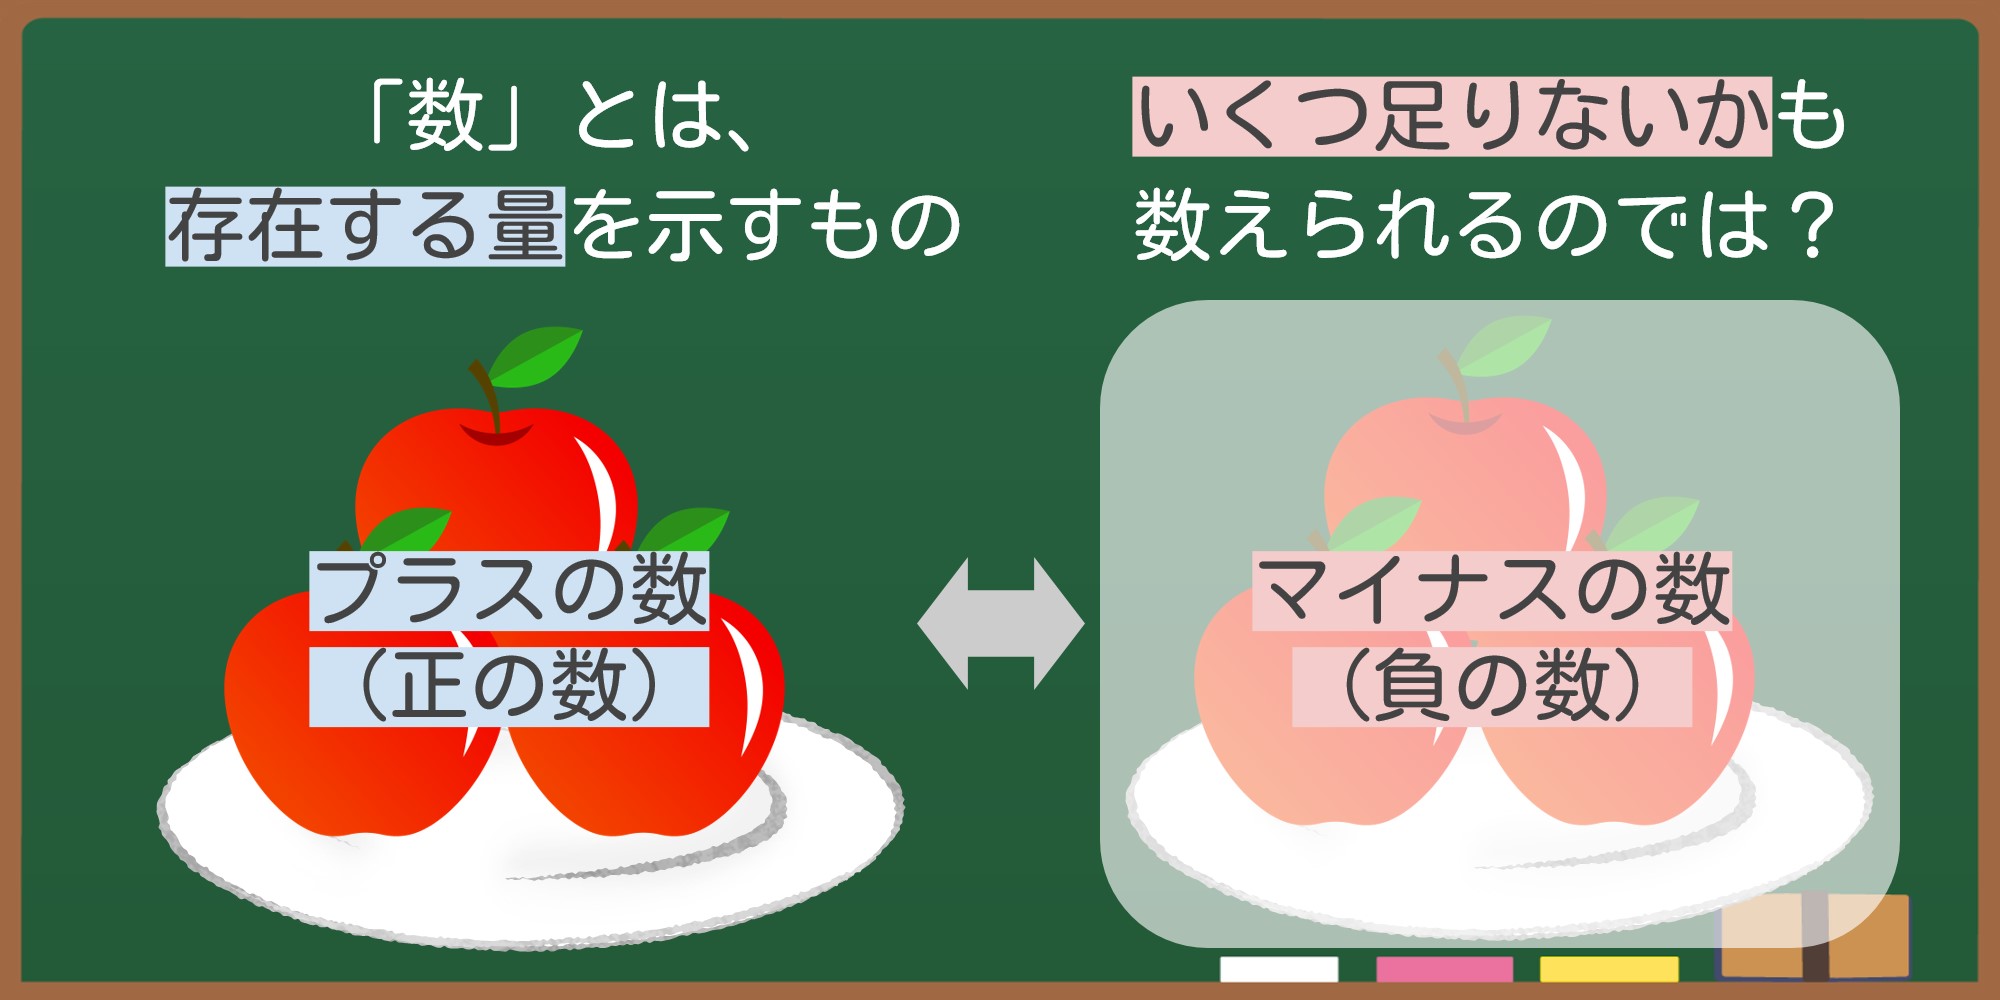 「数」とは、
存在する量を示すもの
いくつ足りないかも
数えられるのでは？
プラスの数
（正の数）
マイナスの数
（負の数）